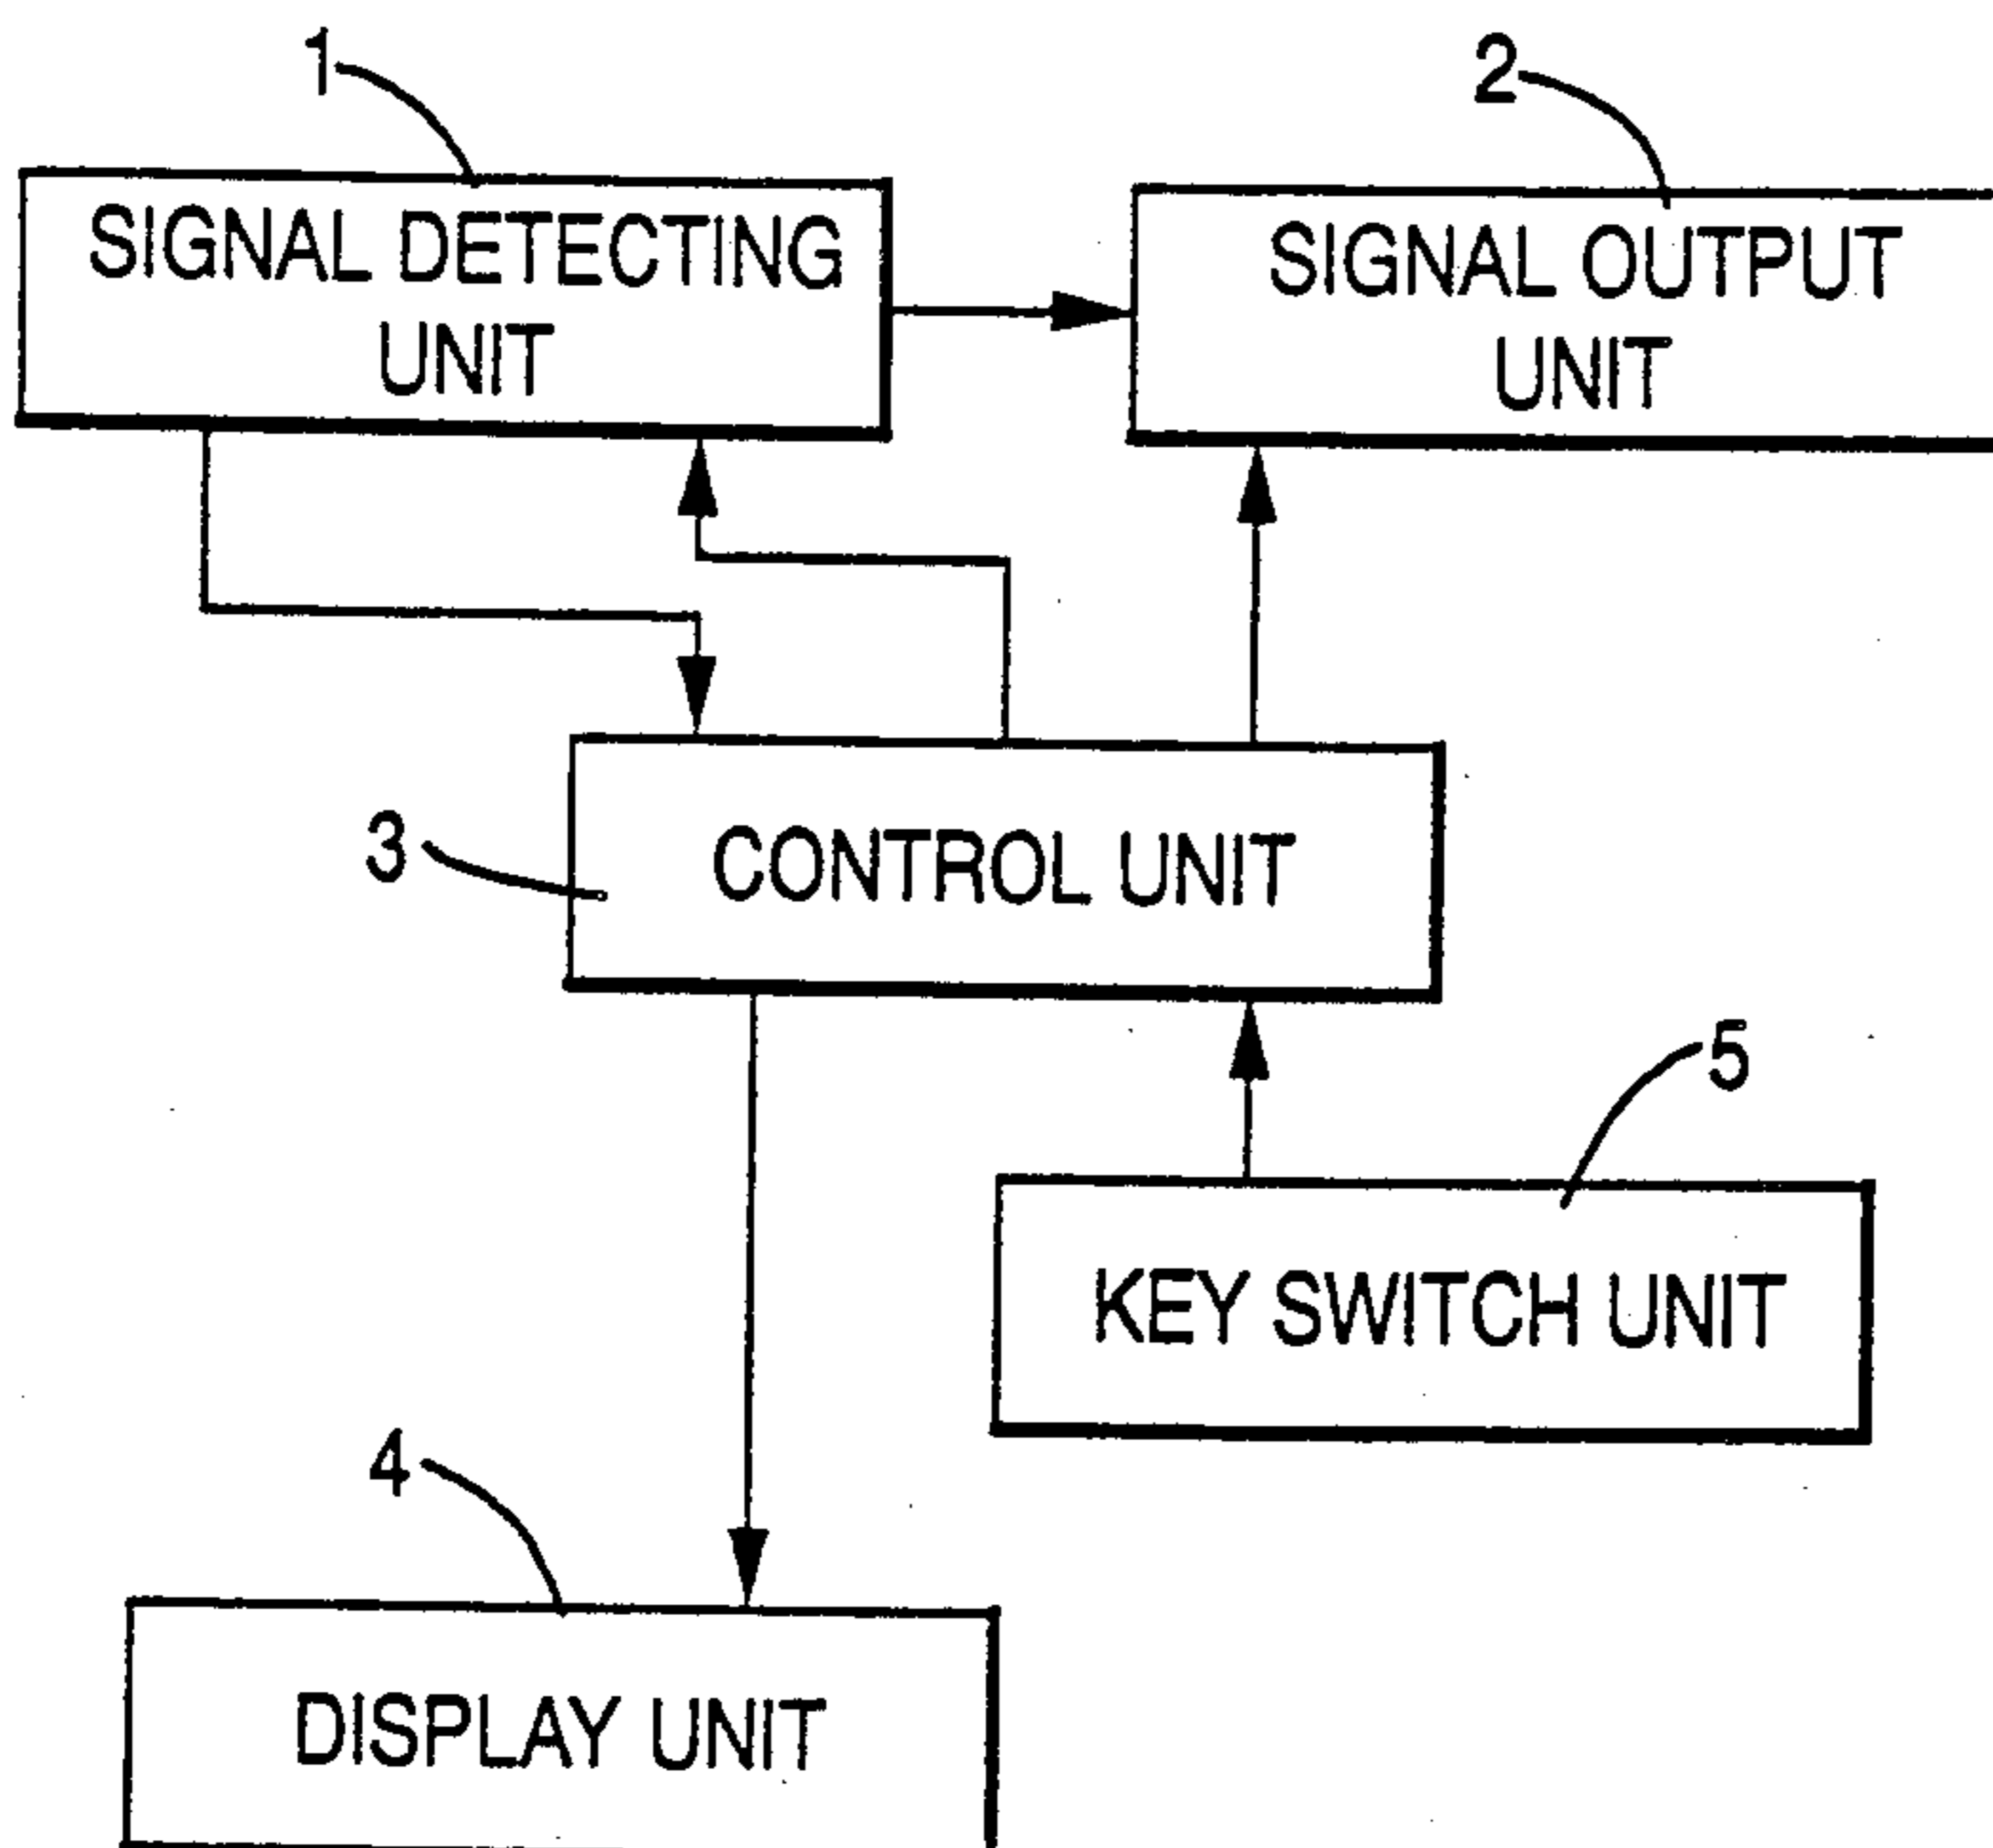 1
2
SIGNAL DETECTING
UNIT
SIGNAL OUTPUT
UNIT
3
CONTROL UNIT
5
KEY SWITCH UNIT
4
DISPLAY UNIT